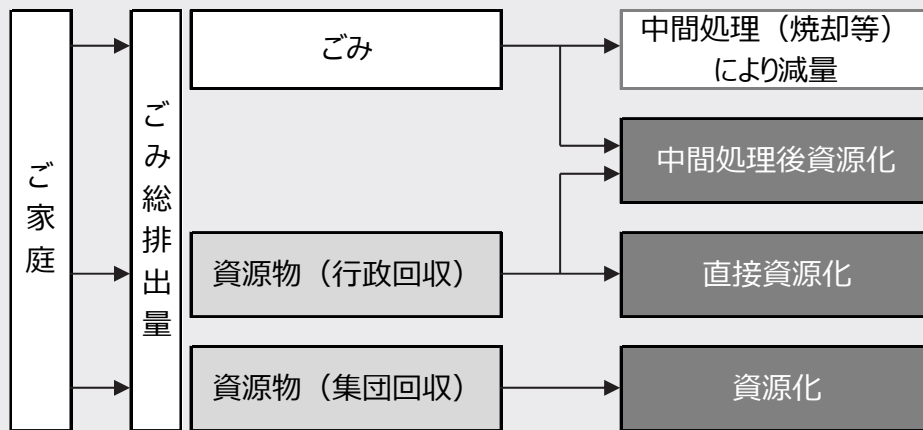 ご家庭
ごみ総排出量
ごみ
中間処理（焼却等）
により減量
中間処理後資源化
資源物（行政回収）
直接資源化
資源物（集団回収）
資源化